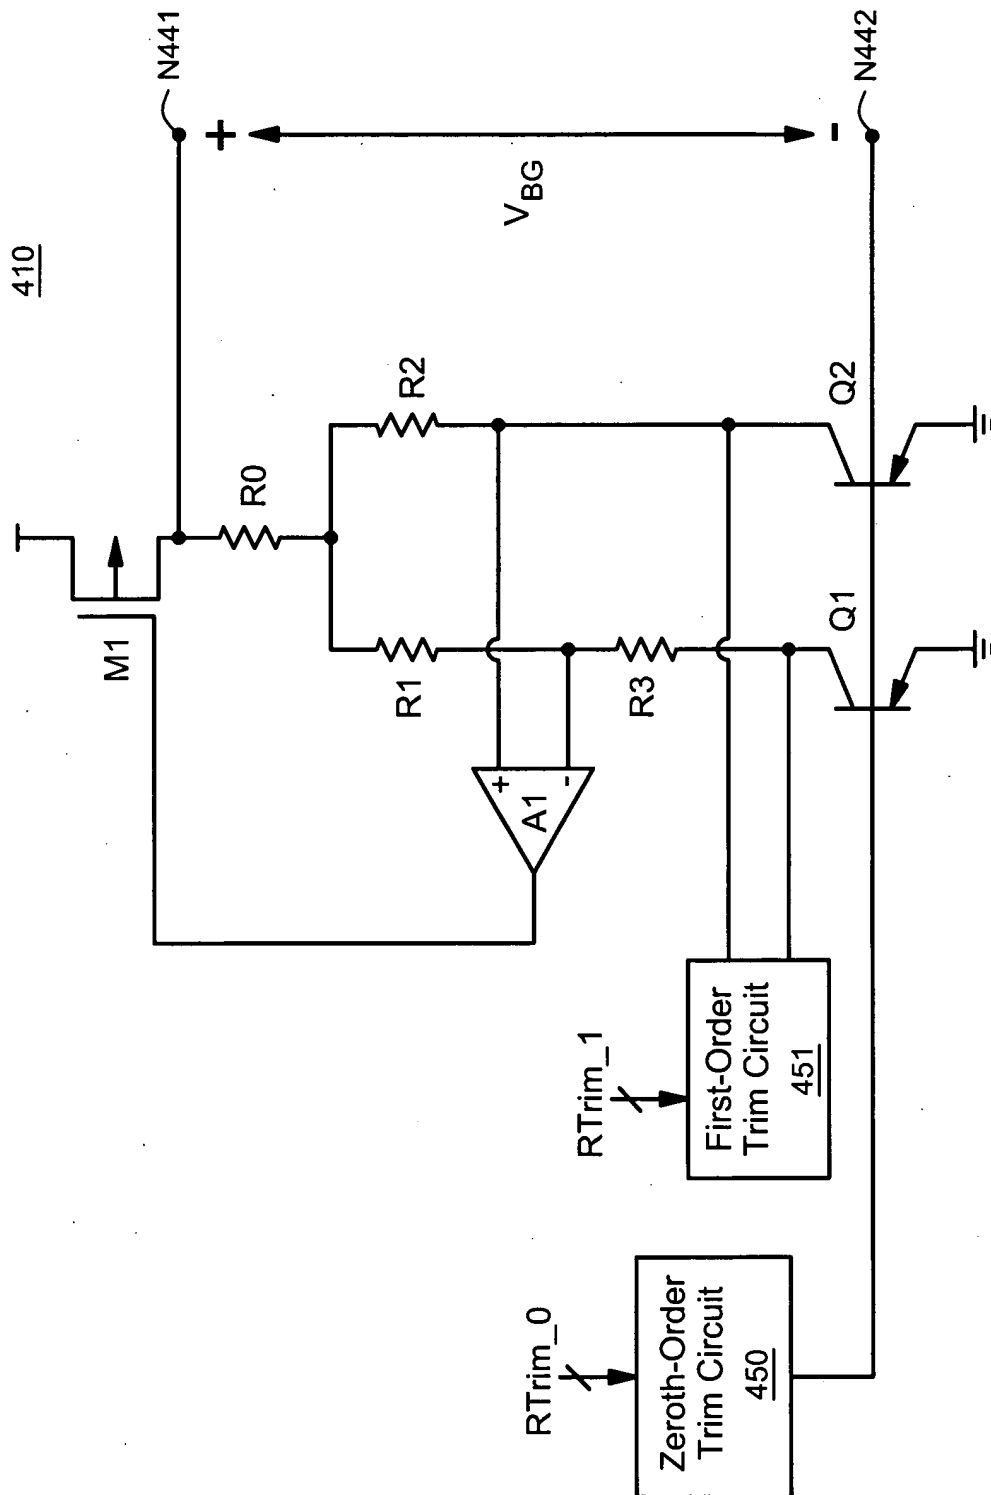 410
N441
+
V_BG
-
N442
M1
R0
R1
R2
R3
+
-
A1
Q1
Q2
RTrim_1
First-Order
Trim Circuit
451
RTrim_0
Zeroth-Order
Trim Circuit
450